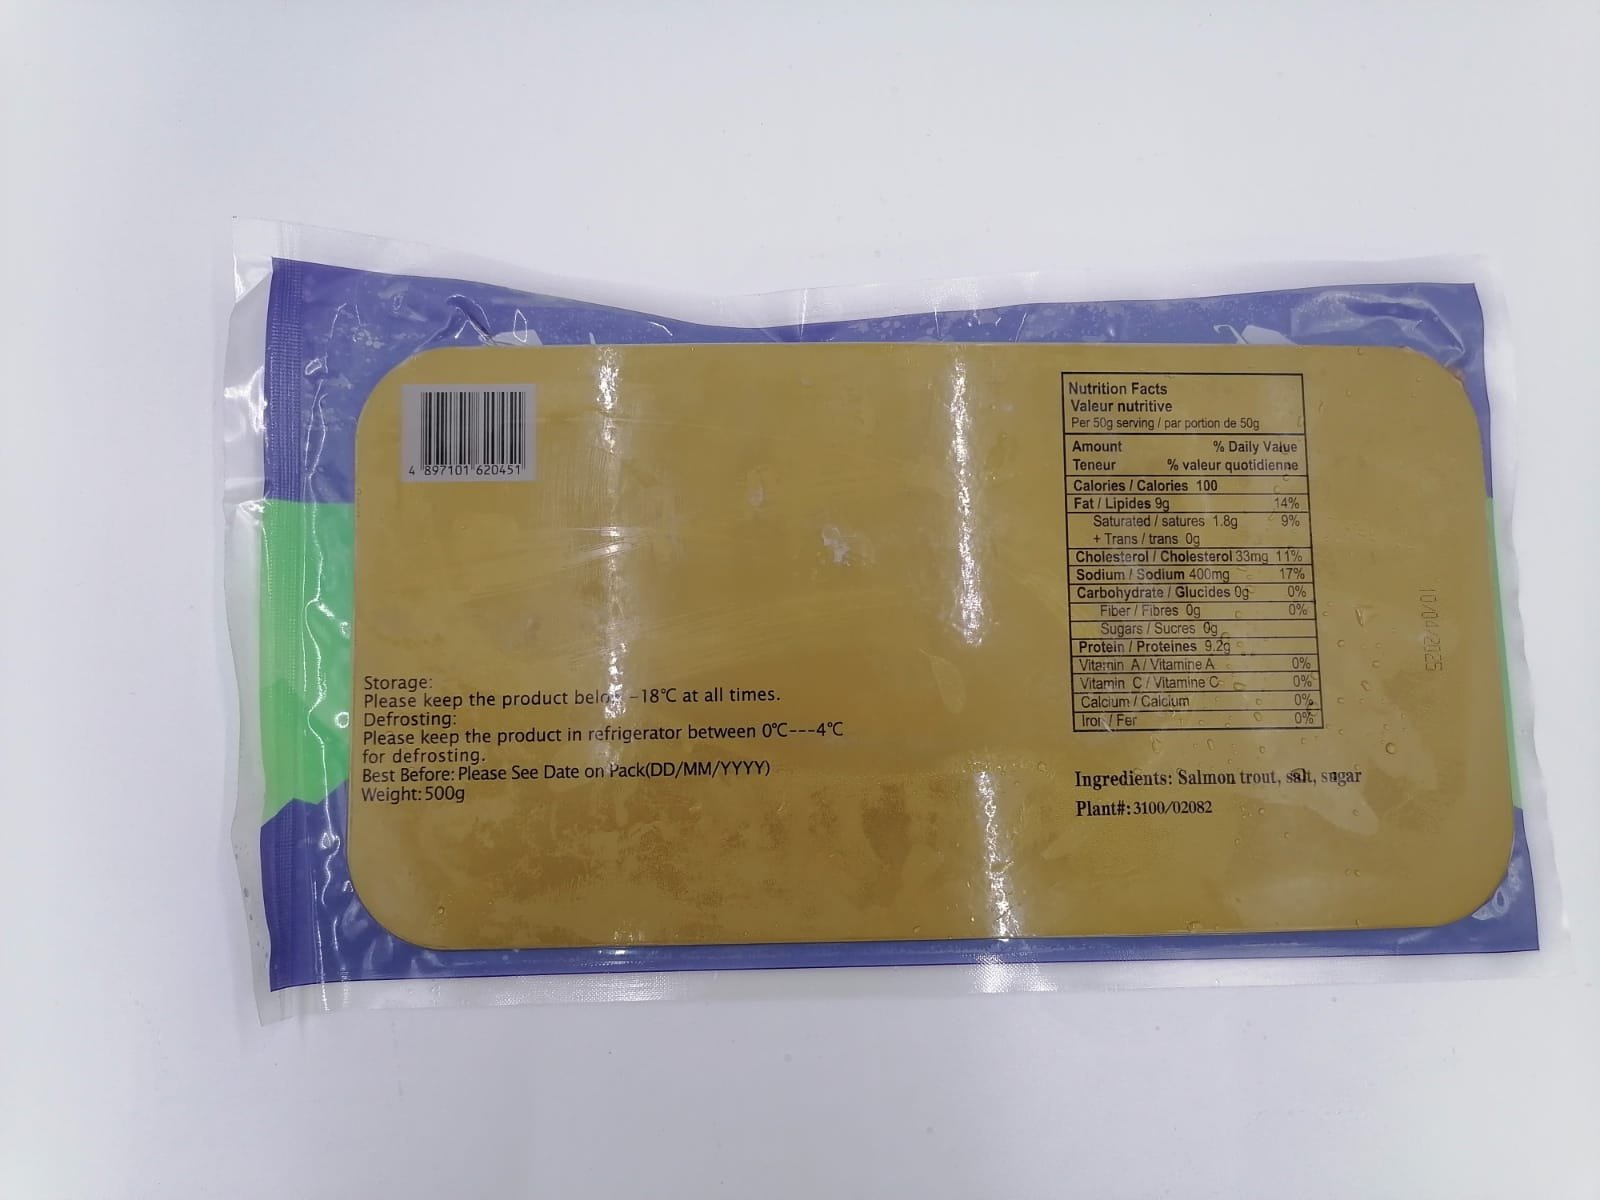 4 897101 620451
Storage:
Please keep the product below -18℃ at all times.
Defrosting:
Please keep the product in refrigerator between 0℃---4℃
for defrosting.
Best Before: Please See Date on Pack(DD/MM/YYYY)
Weight:500g
Nutrition Facts
Valeur nutritive
Per 50g serving / par portion de 50g
Amount % Daily Value
Teneur % valeur quotidienne
Calories / Calories 100
Fat / Lipides 9g 14%
Saturated / satures 1.8g 9%
+ Trans / trans 0g
Cholesterol / Cholesterol 33mg 11%
Sodium / Sodium 400mg 17%
Carbohydrate / Glucides 0g 0%
Fiber / Fibres 0g 0%
Sugars / Sucres 0g
Protein / Proteines 9.2g
Vitamin A / Vitamine A 0%
Vitamin C / Vitamine C 0%
Calcium / Calcium 0%
Iron / Fer 0%
Ingredients: Salmon trout, salt, sugar
Plant#: 3100/02082
10/04/2025